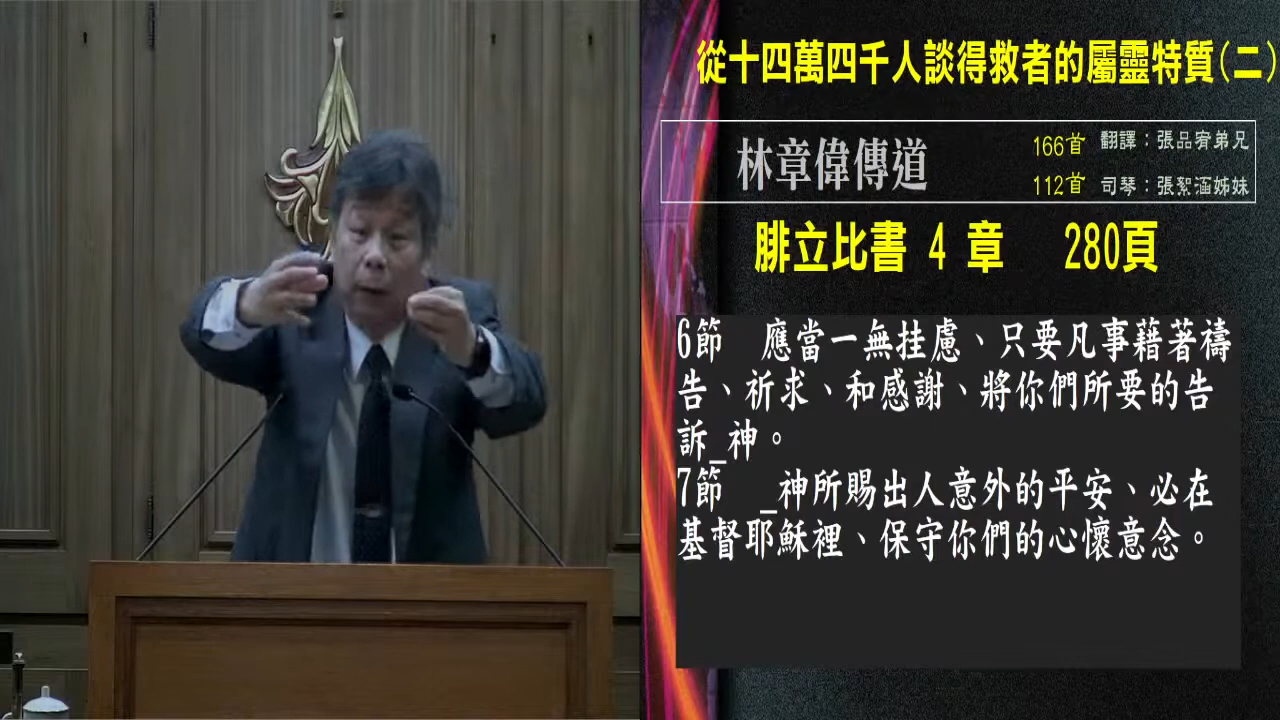 從十四萬四千人談得救者的屬靈特質(二)
林章偉傳道
166首 翻譯：張品宥弟兄
112首 司琴：張絮涵姊妹
腓立比書 4 章 280頁
6節 應當一無挂慮、只要凡事藉著禱
告、祈求、和感謝、將你們所要的告
訴_神。
7節 _神所賜出人意外的平安、必在
基督耶穌裡、保守你們的心懷意念。